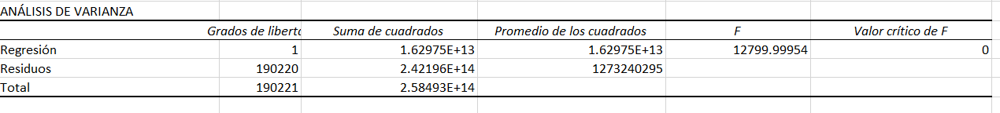 ANÁLISIS DE VARIANZA
Grados de liberta Suma de cuadrados Promedio de los cuadrados F Valor crítico de F
Regresión 1 1.62975E+13 1.62975E+13 12799.99954 0
Residuos 190220 2.42196E+14 1273240295
Total 190221 2.58493E+14